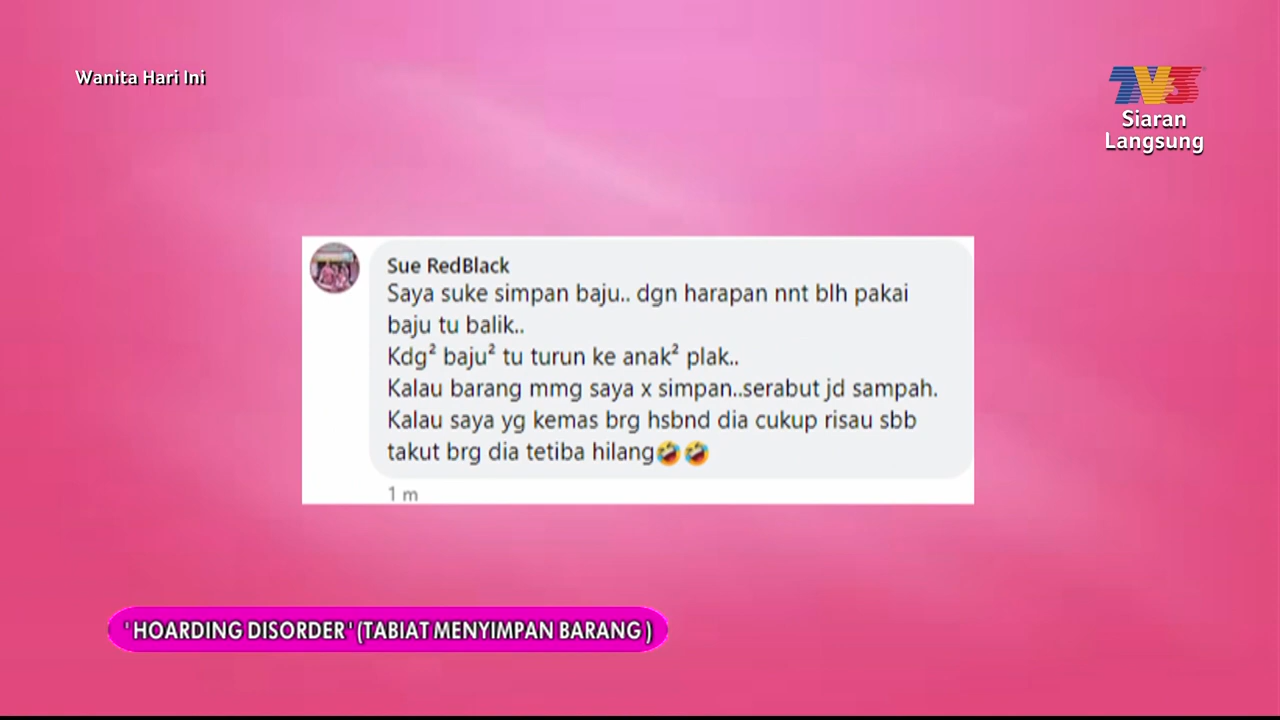 Wanita Hari Ini
TV3
Siaran
Langsung
Sue RedBlack
Saya suke simpan baju.. dgn harapan nnt blh pakai
baju tu balik..
Kdg² baju² tu turun ke anak² plak..
Kalau barang mmg saya x simpan..serabut jd sampah.
Kalau saya yg kemas brg hsbnd dia cukup risau sbb
takut brg dia tetiba hilang🤣🤣
1 m
'HOARDING DISORDER' (TABIAT MENYIMPAN BARANG)